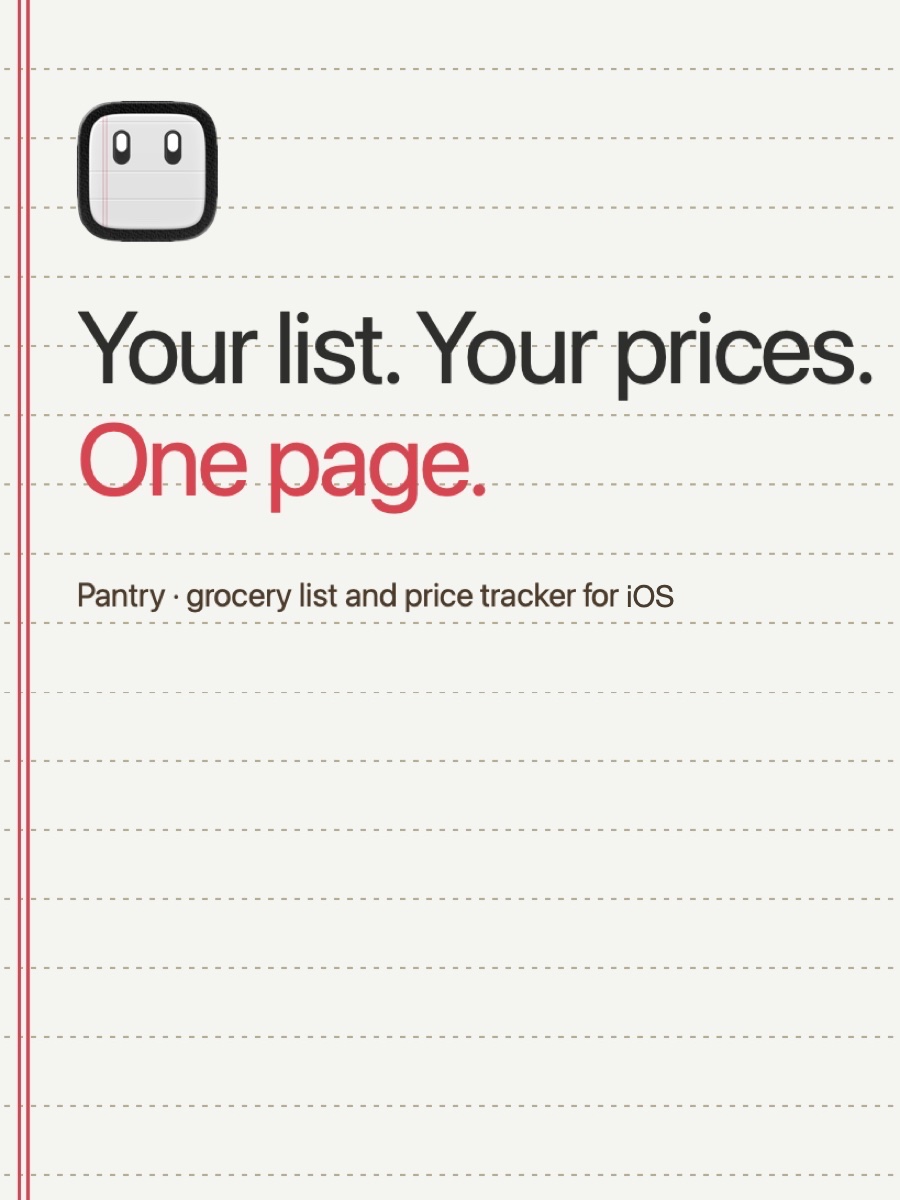 Your list. Your prices.
One page.
Pantry · grocery list and price tracker for iOS